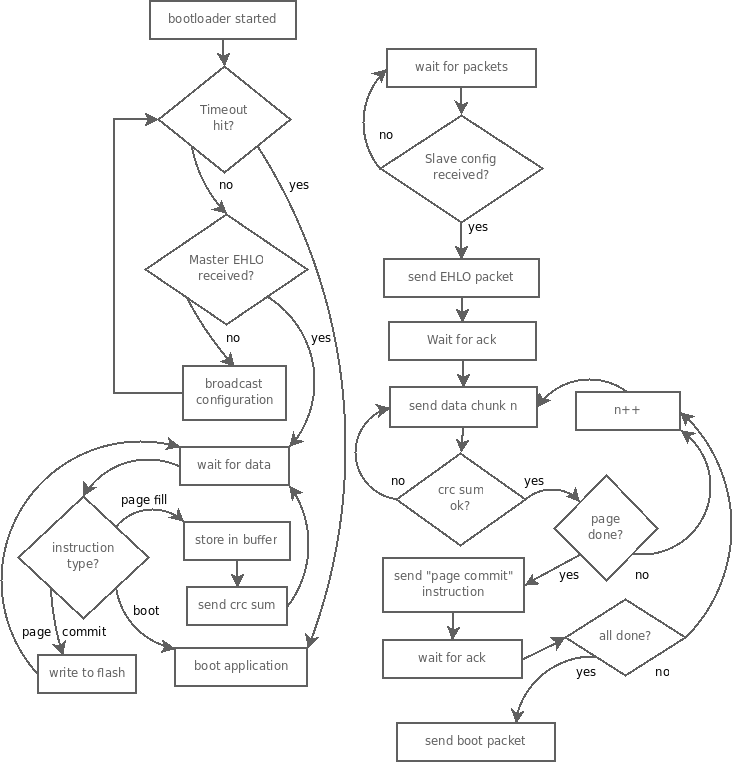 bootloader started
Timeout
hit?
no
yes
Master EHLO
received?
no
yes
broadcast
configuration
wait for data
page fill
instruction
type?
store in buffer
send crc sum
boot
page commit
write to flash
boot application
wait for packets
no
Slave config
received?
yes
send EHLO packet
Wait for ack
send data chunk n
n++
no
crc sum
ok?
yes
page
done?
yes
no
send "page commit"
instruction
wait for ack
all done?
yes
no
send boot packet